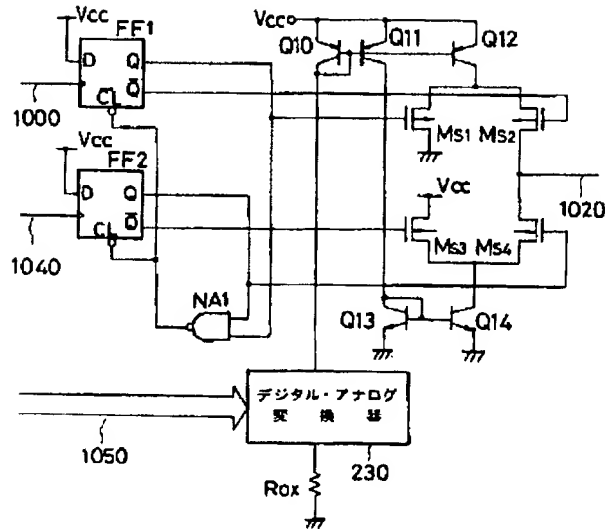 Vcc
FF1
D
Q
Q̅
CL
1000
Vcc
FF2
D
Q
Q̅
CL
1040
NA1
Vcc
Q10
Q11
Q12
MS1
MS2
Vcc
1020
MS3
MS4
Q13
Q14
デジタル・アナログ
変換器
1050
230
Rox